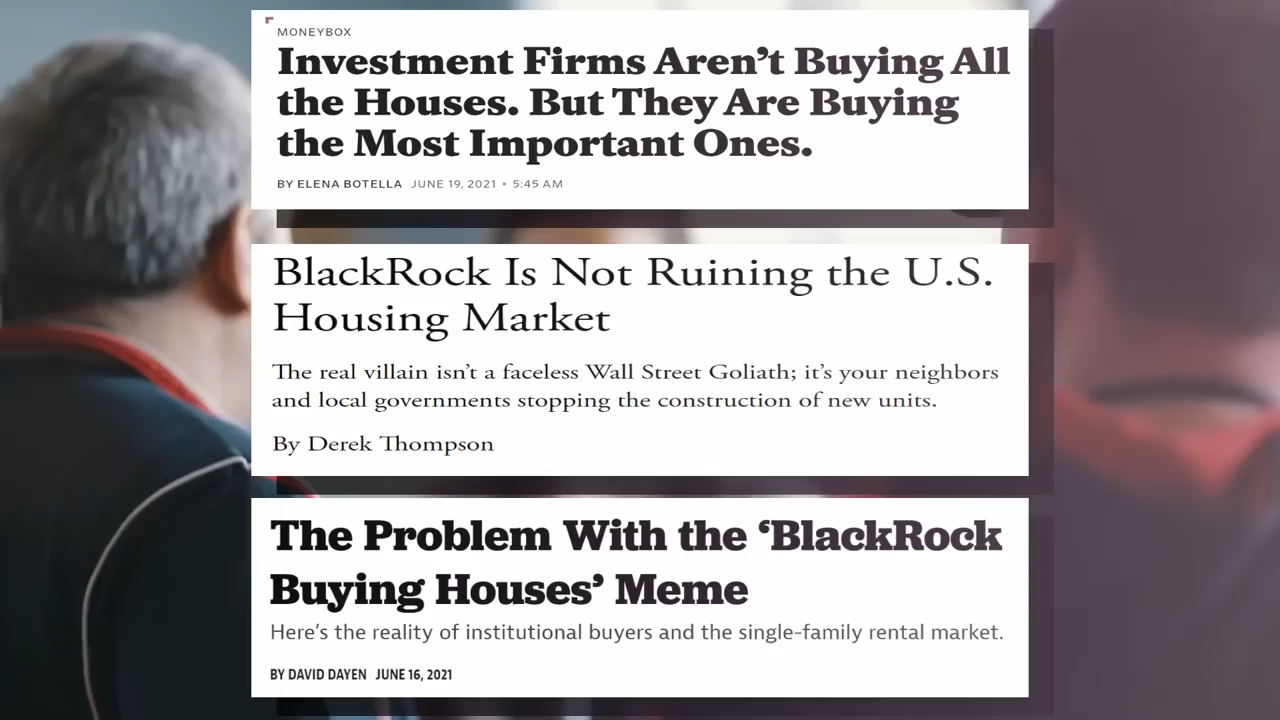 MONEYBOX
Investment Firms Aren’t Buying All
the Houses. But They Are Buying
the Most Important Ones.
BY ELENA BOTELLA JUNE 19, 2021 • 5:45 AM
BlackRock Is Not Ruining the U.S.
Housing Market
The real villain isn’t a faceless Wall Street Goliath; it’s your neighbors
and local governments stopping the construction of new units.
By Derek Thompson
The Problem With the ‘BlackRock
Buying Houses’ Meme
Here’s the reality of institutional buyers and the single-family rental market.
BY DAVID DAYEN JUNE 16, 2021